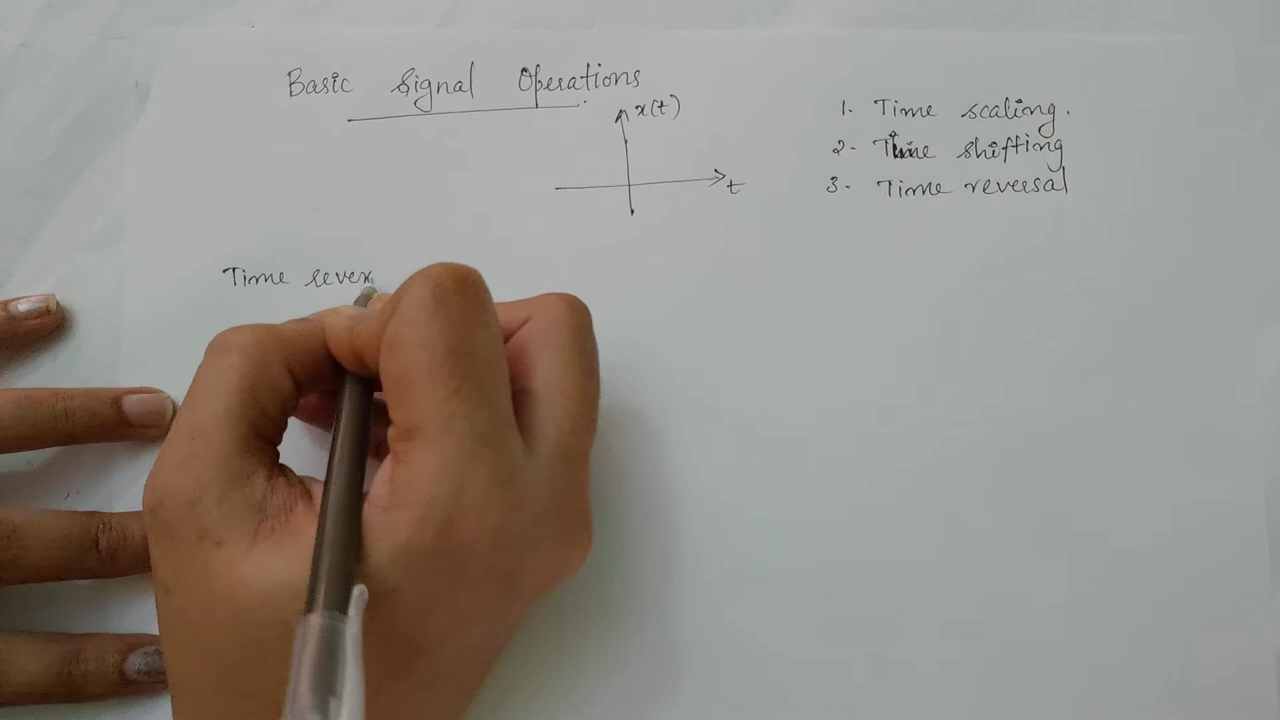 Basic Signal Operations
x(t)
t
1. Time scaling.
2. Time shifting
3. Time reversal
Time rever